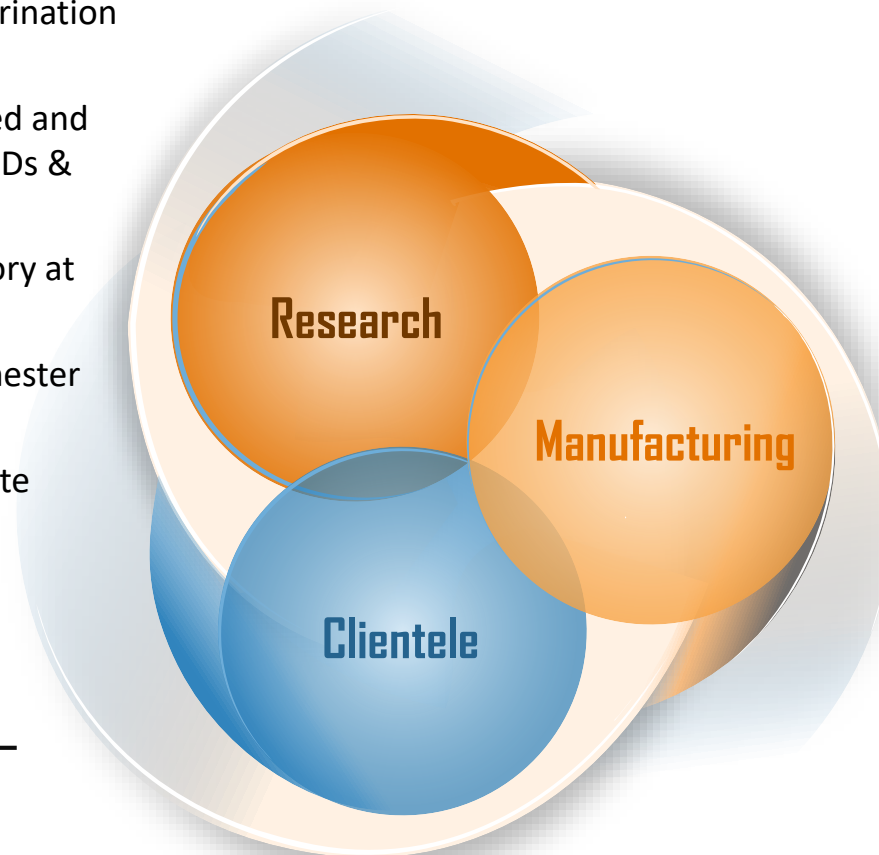 rination
ed and
Ds &
ory at
nester
te
–
Research
Manufacturing
Clientele